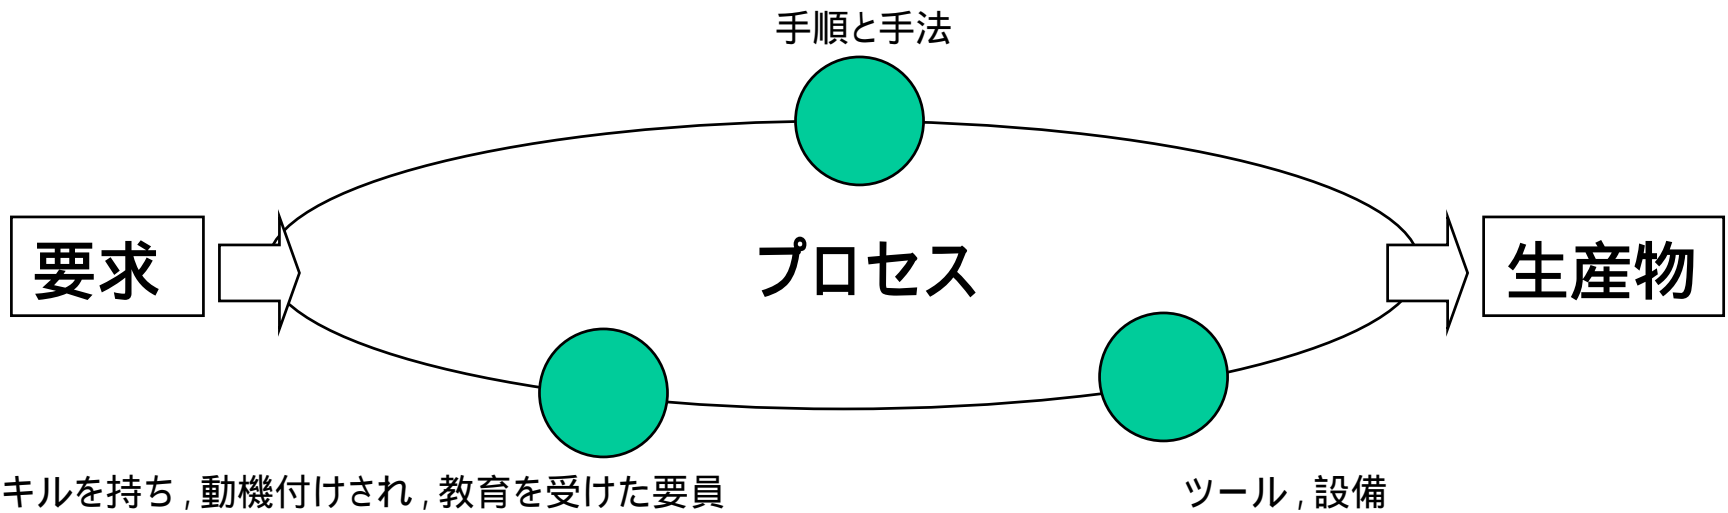 手順と手法
要求
プロセス
生産物
キルを持ち , 動機付けされ , 教育を受けた要員
ツール , 設備